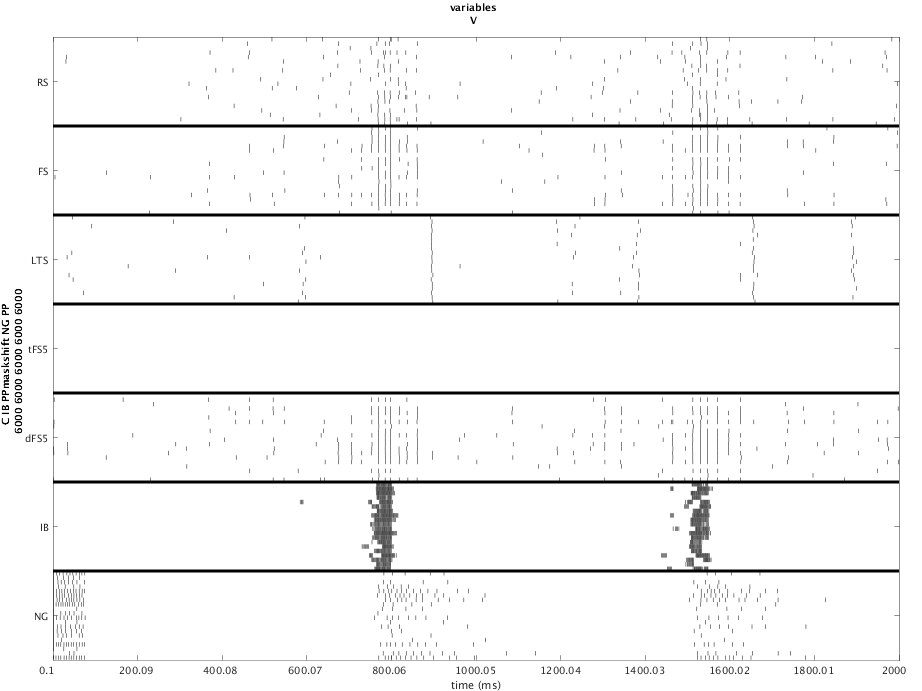 variables
V
RS
FS
LTS
tFS5
dFS5
IB
NG
C IB PPmaskshift NG PP
6000 6000 6000 6000 6000
0.1 200.09 400.08 600.07 800.06 1000.05 1200.04 1400.03 1600.02 1800.01 2000
time (ms)